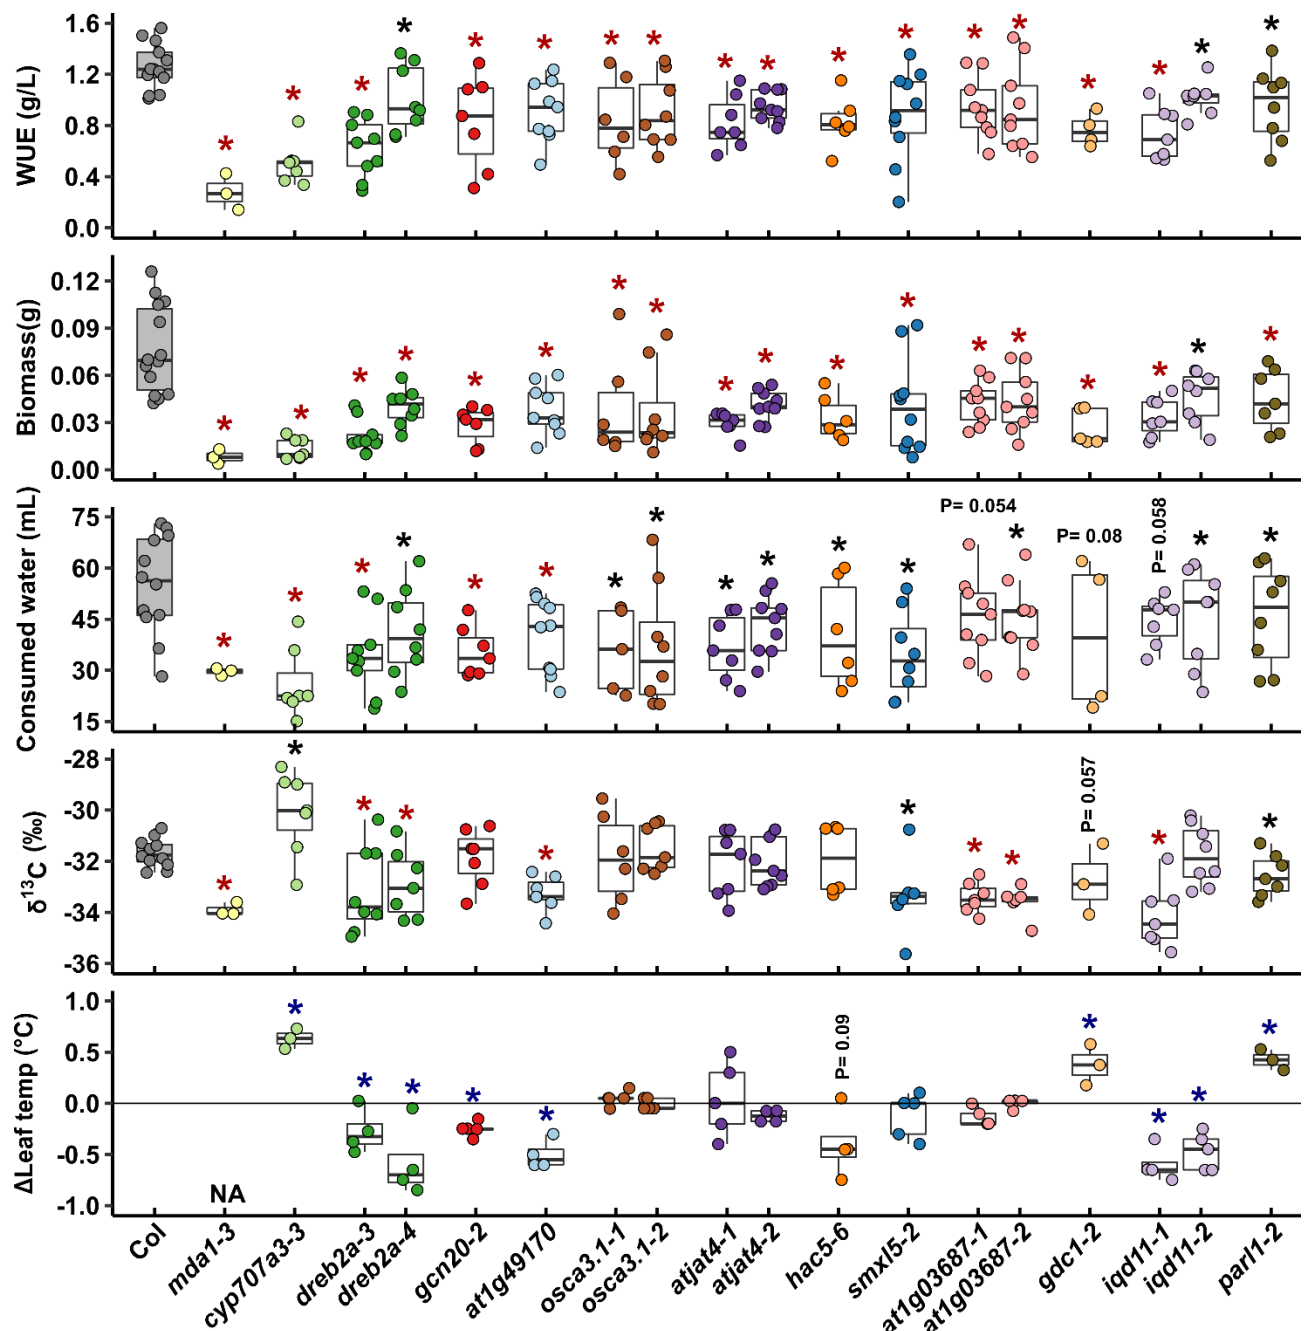 WUE (g/L)
1.6
1.2
0.8
0.4
0.0
* * * * * * * * * * * * * * * * * * *
Biomass(g)
0.12
0.09
0.06
0.03
0.00
* * * * * * * * * * * * * * * * * * *
Consumed water (mL)
75
60
45
30
15
* * * * * * * * * * * * * * *
P= 0.054
P= 0.08
P= 0.058
δ¹³C (‰)
-28
-30
-32
-34
-36
* * * * * * * * * *
P= 0.057
ΔLeaf temp (°C)
1.0
0.5
0.0
-0.5
-1.0
* * * * * * * * *
NA
P= 0.09
Col
mda1-3
cyp707a3-3
dreb2a-3
dreb2a-4
gcn20-2
at1g49170
osca3.1-1
osca3.1-2
atjat4-1
atjat4-2
hac5-6
smxl5-2
at1g03687-1
at1g03687-2
gdc1-2
iqd11-1
iqd11-2
parl1-2